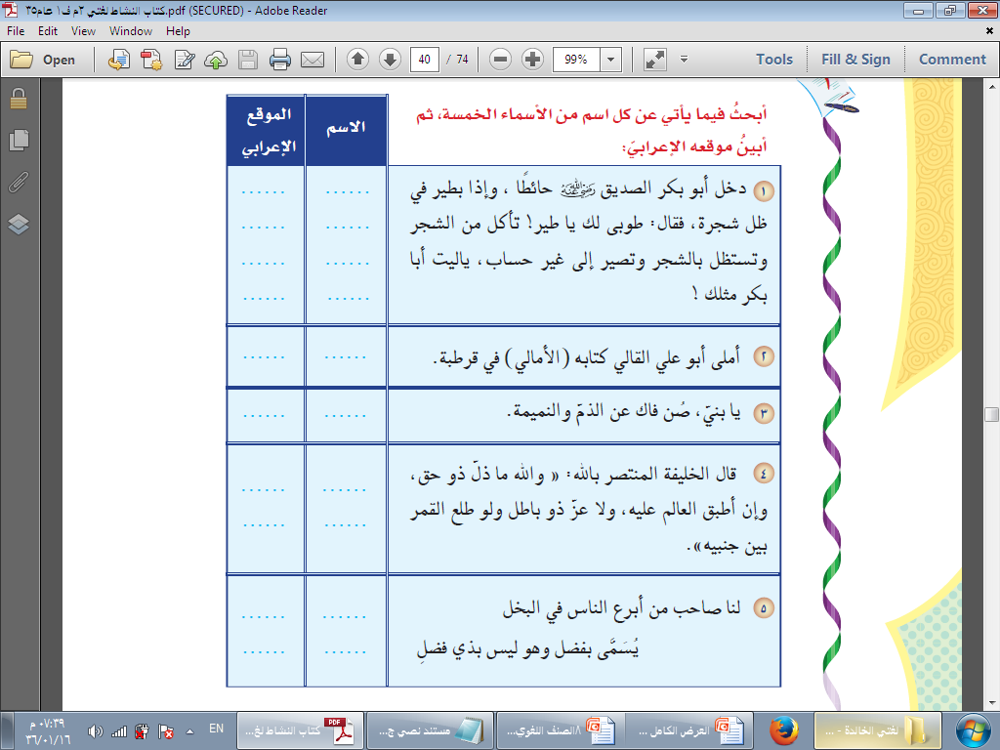 كتاب النشاط لغتي ٢م ف١ عام٣٥.pdf (SECURED) - Adobe Reader
File Edit View Window Help
Open 40 / 74 99% Tools Fill & Sign Comment
أبحثُ فيما يأتي عن كل اسم من الأسماء الخمسة، ثم
أبينُ موقعه الإعرابيَ:
الاسم
الموقع
الإعرابي
١ دخل أبو بكر الصديق رضي الله عنه حائطًا ، وإذا بطير في
ظل شجرة، فقال: طوبى لك يا طير! تأكل من الشجر
وتستظل بالشجر وتصير إلى غير حساب، ياليت أبا
بكر مثلك !
...... ......
...... ......
...... ......
...... ......
٢ أملى أبو علي القالي كتابه (الأمالي) في قرطبة.
...... ......
٣ يا بنيّ، صُن فاك عن الذمّ والنميمة.
...... ......
٤ قال الخليفة المنتصر بالله: « والله ما ذلّ ذو حق،
وإن أطبق العالم عليه، ولا عزّ ذو باطل ولو طلع القمر
بين جنبيه».
...... ......
...... ......
٥ لنا صاحب من أبرع الناس في البخل
يُسَمَّى بفضل وهو ليس بذي فضلِ
...... ......
...... ......
لغتي الخالدة - ...
العرض الكامل ...
٨الصنف اللغوي...
مستند نصي ج...
كتاب النشاط لغ...
PDF
EN
٠٧:٣٩ م
٣٦/٠١/١٦